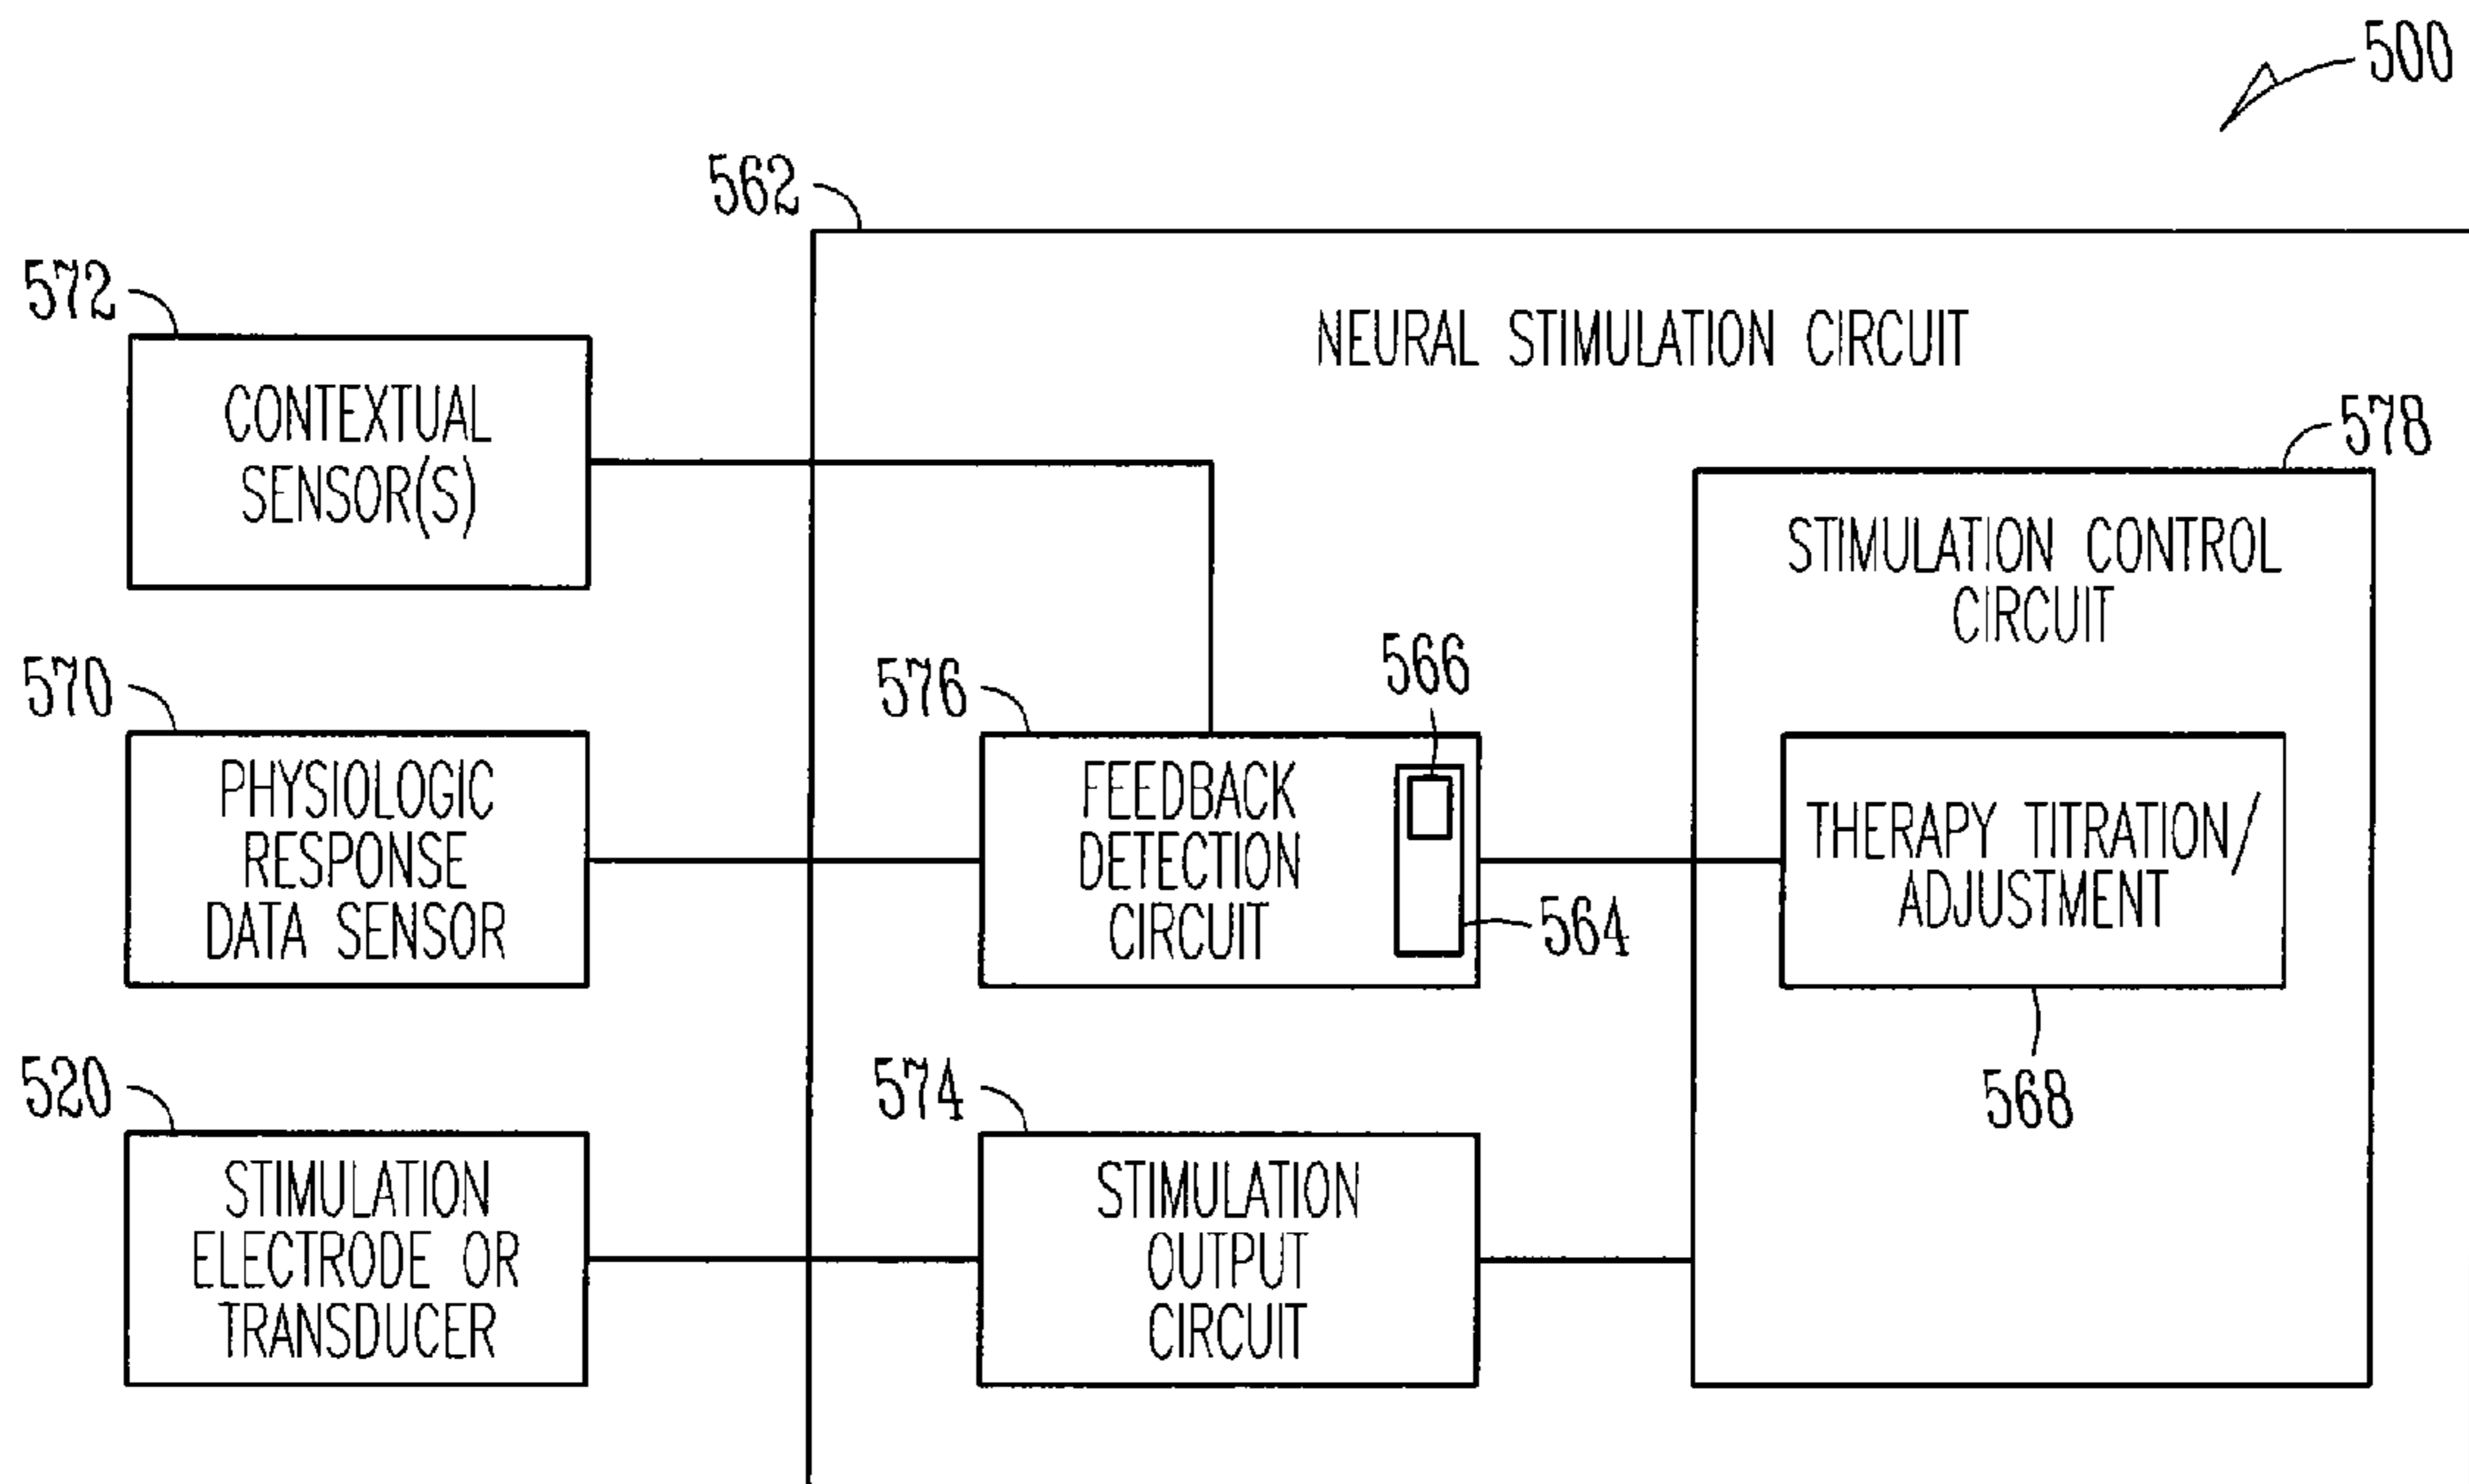 500
562
572
NEURAL STIMULATION CIRCUIT
CONTEXTUAL
SENSOR(S)
578
STIMULATION CONTROL
CIRCUIT
570
576
566
PHYSIOLOGIC
RESPONSE
DATA SENSOR
FEEDBACK
DETECTION
CIRCUIT
564
THERAPY TITRATION/
ADJUSTMENT
568
520
574
STIMULATION
ELECTRODE OR
TRANSDUCER
STIMULATION
OUTPUT
CIRCUIT